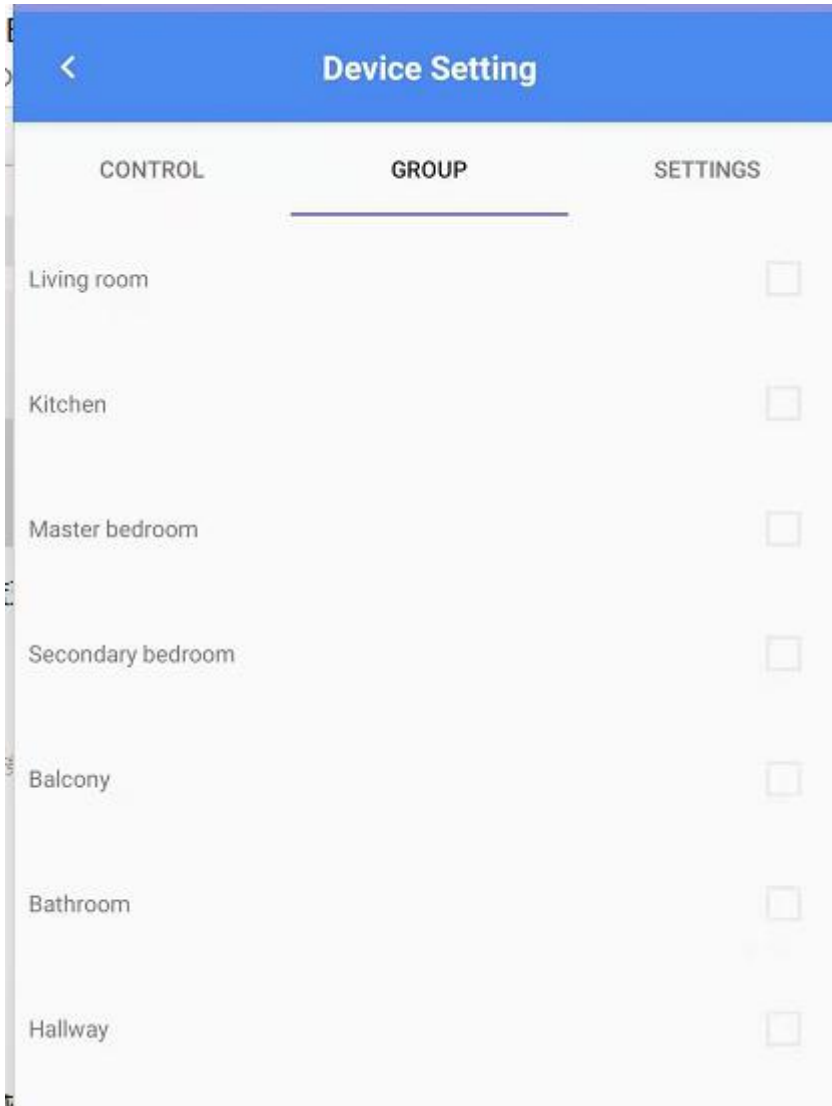 Device Setting
CONTROL GROUP SETTINGS
Living room
Kitchen
Master bedroom
Secondary bedroom
Balcony
Bathroom
Hallway